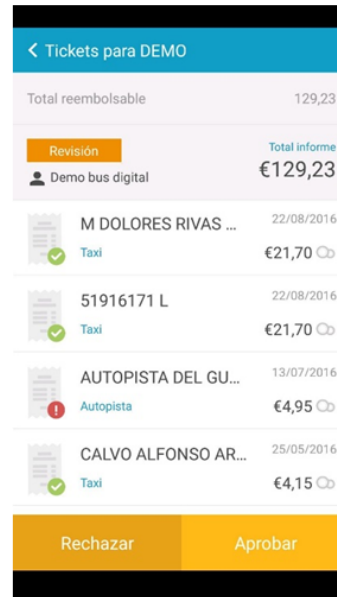 Tickets para DEMO
Total reembolsable 129,23
Revisión Total informe
Demo bus digital €129,23
M DOLORES RIVAS ... 22/08/2016
Taxi €21,70
51916171 L 22/08/2016
Taxi €21,70
AUTOPISTA DEL GU... 13/07/2016
Autopista €4,95
CALVO ALFONSO AR... 25/05/2016
Taxi €4,15
Rechazar Aprobar